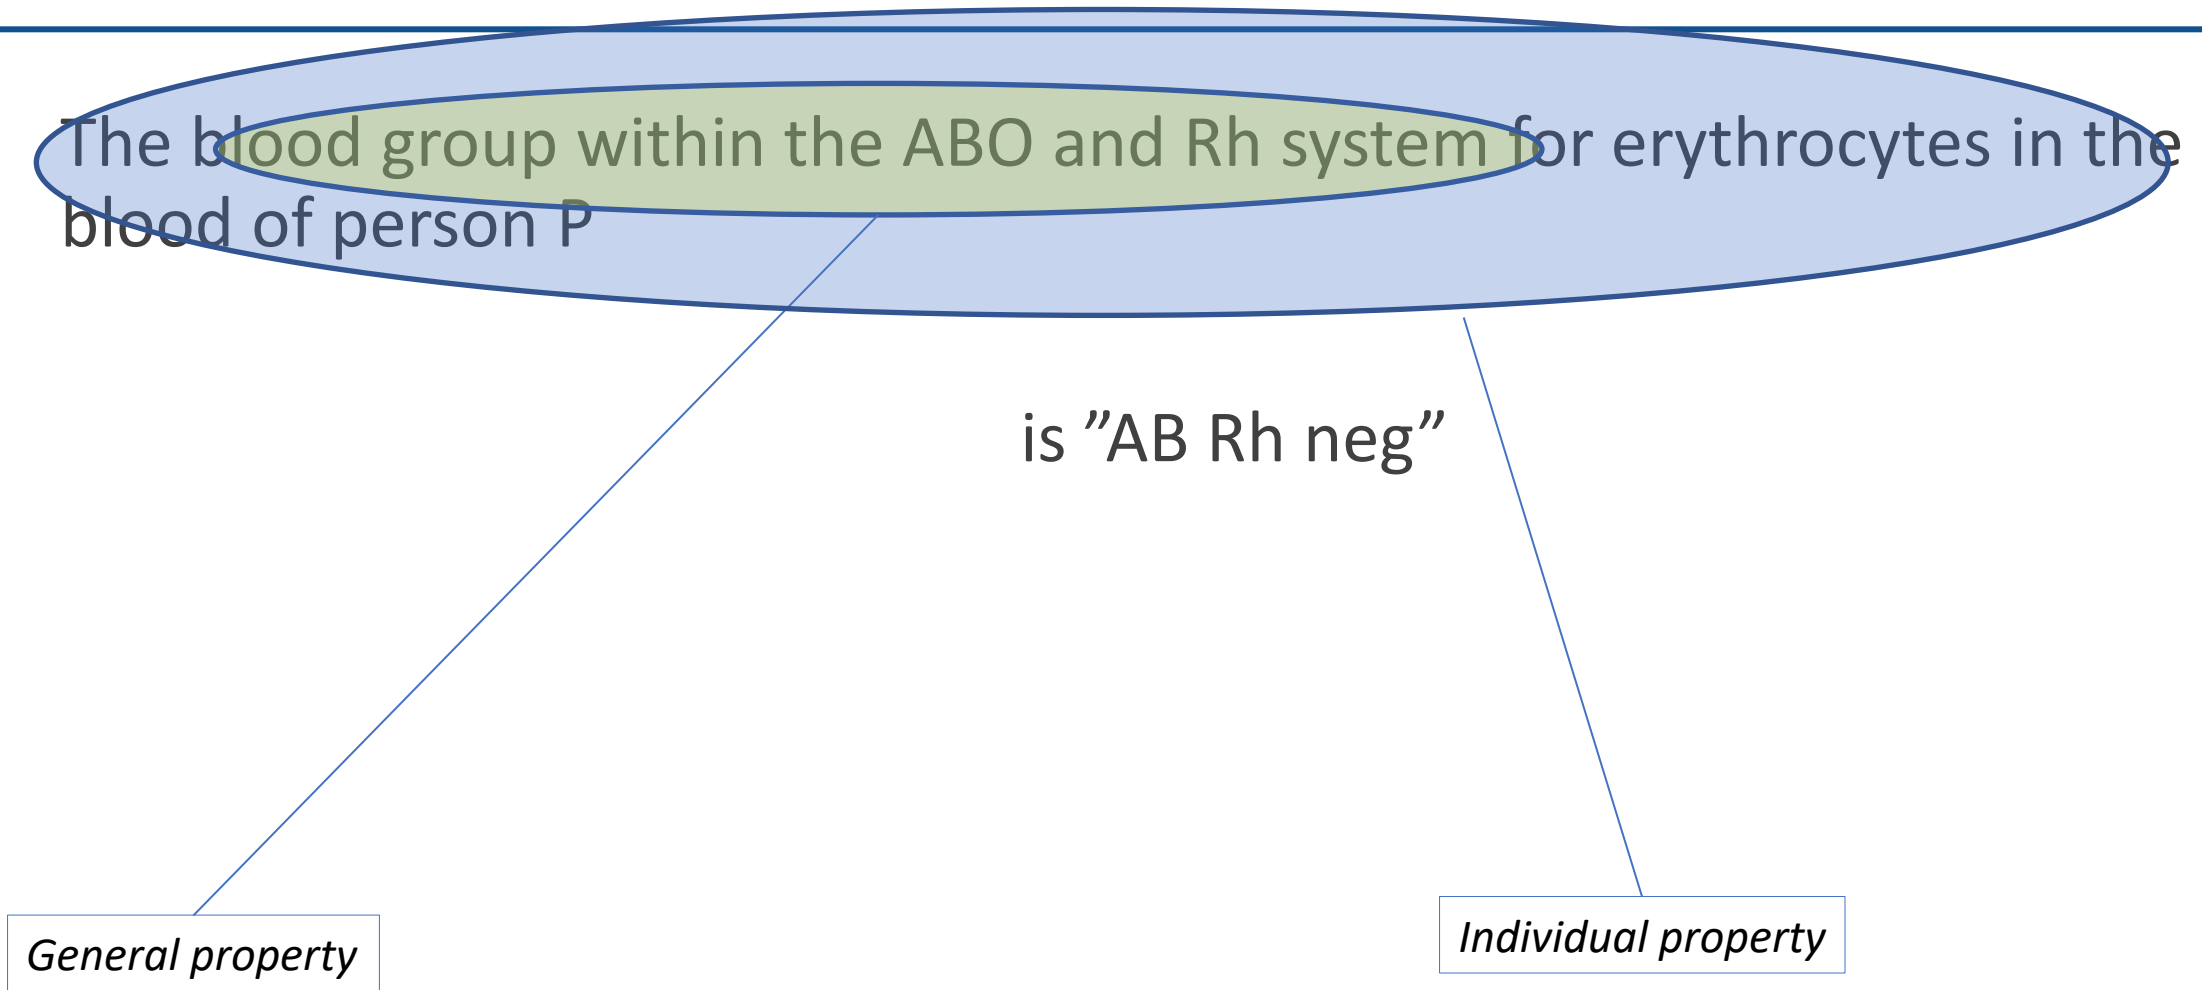 The blood group within the ABO and Rh system for erythrocytes in the
blood of person P
is ”AB Rh neg”
General property
Individual property